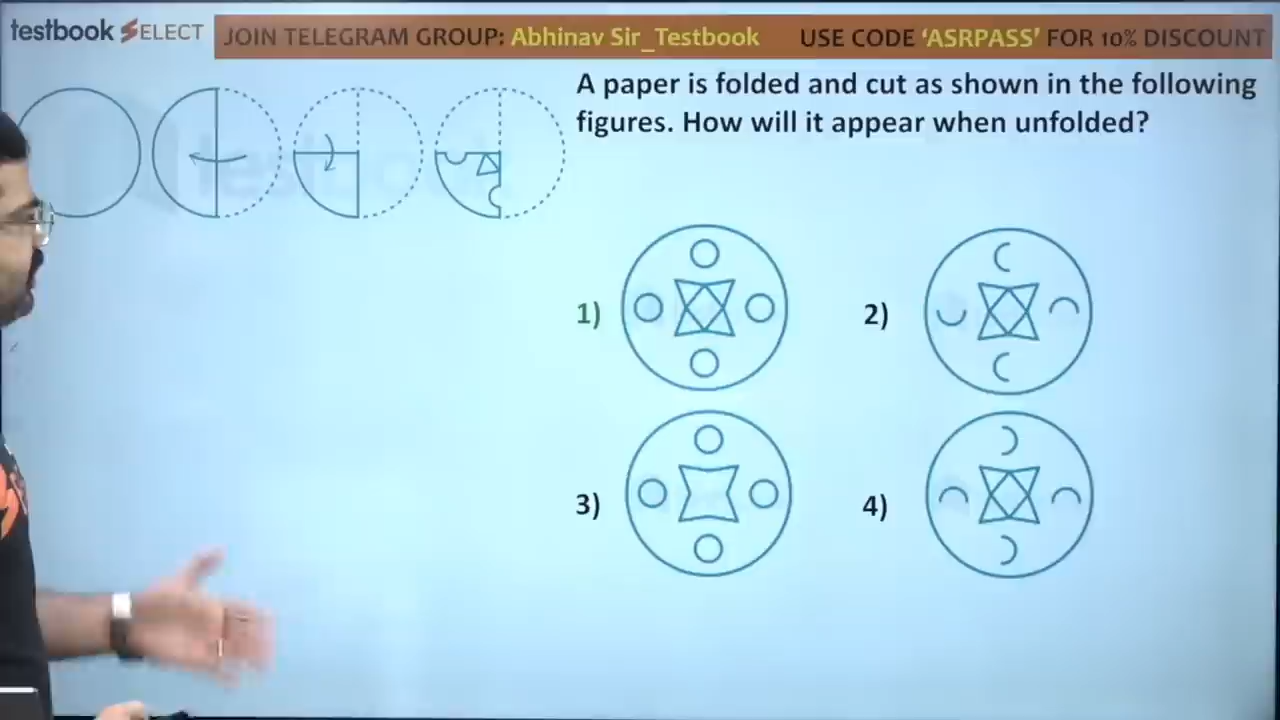 testbook SELECT
JOIN TELEGRAM GROUP: Abhinav Sir_Testbook USE CODE 'ASRPASS' FOR 10% DISCOUNT
A paper is folded and cut as shown in the following
figures. How will it appear when unfolded?
1)
2)
3)
4)